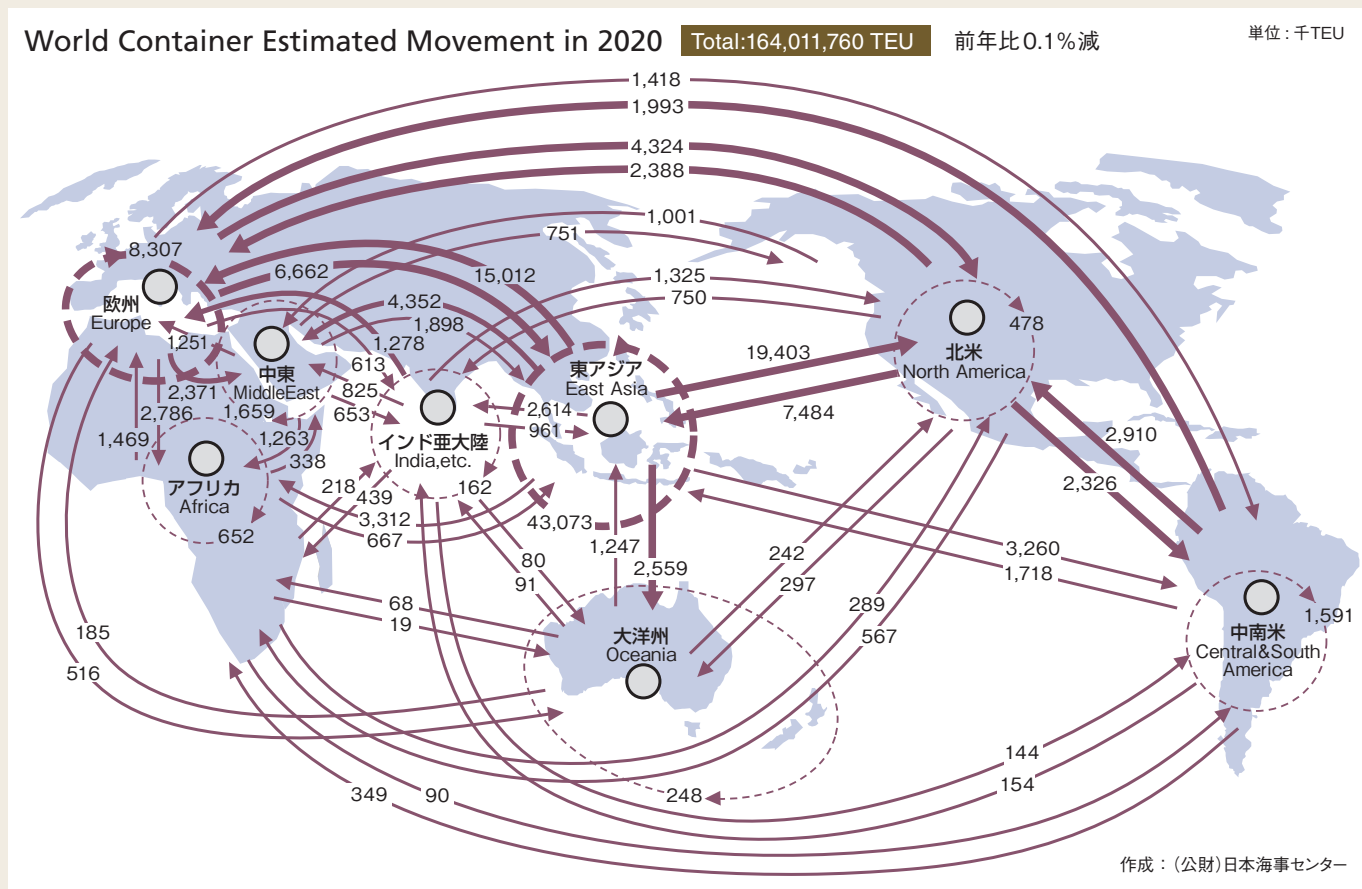 World Container Estimated Movement in 2020
Total:164,011,760 TEU
前年比0.1%減
単位：千TEU
1,418
1,993
4,324
2,388
1,001
751
8,307
6,662
15,012
1,325
750
欧州
Europe
4,352
1,898
1,278
1,251
613
478
北米
North America
19,403
7,484
中東
MiddleEast
東アジア
East Asia
2,371
825
653
2,786
1,659
2,614
961
1,469
1,263
338
インド亜大陸
India,etc.
2,910
2,326
アフリカ
Africa
218
439
162
3,312
667
652
43,073
1,247
2,559
80
91
242
297
3,260
1,718
68
19
289
567
185
516
大洋州
Oceania
1,591
中南米
Central&South
America
144
154
349
90
248
作成：（公財）日本海事センター